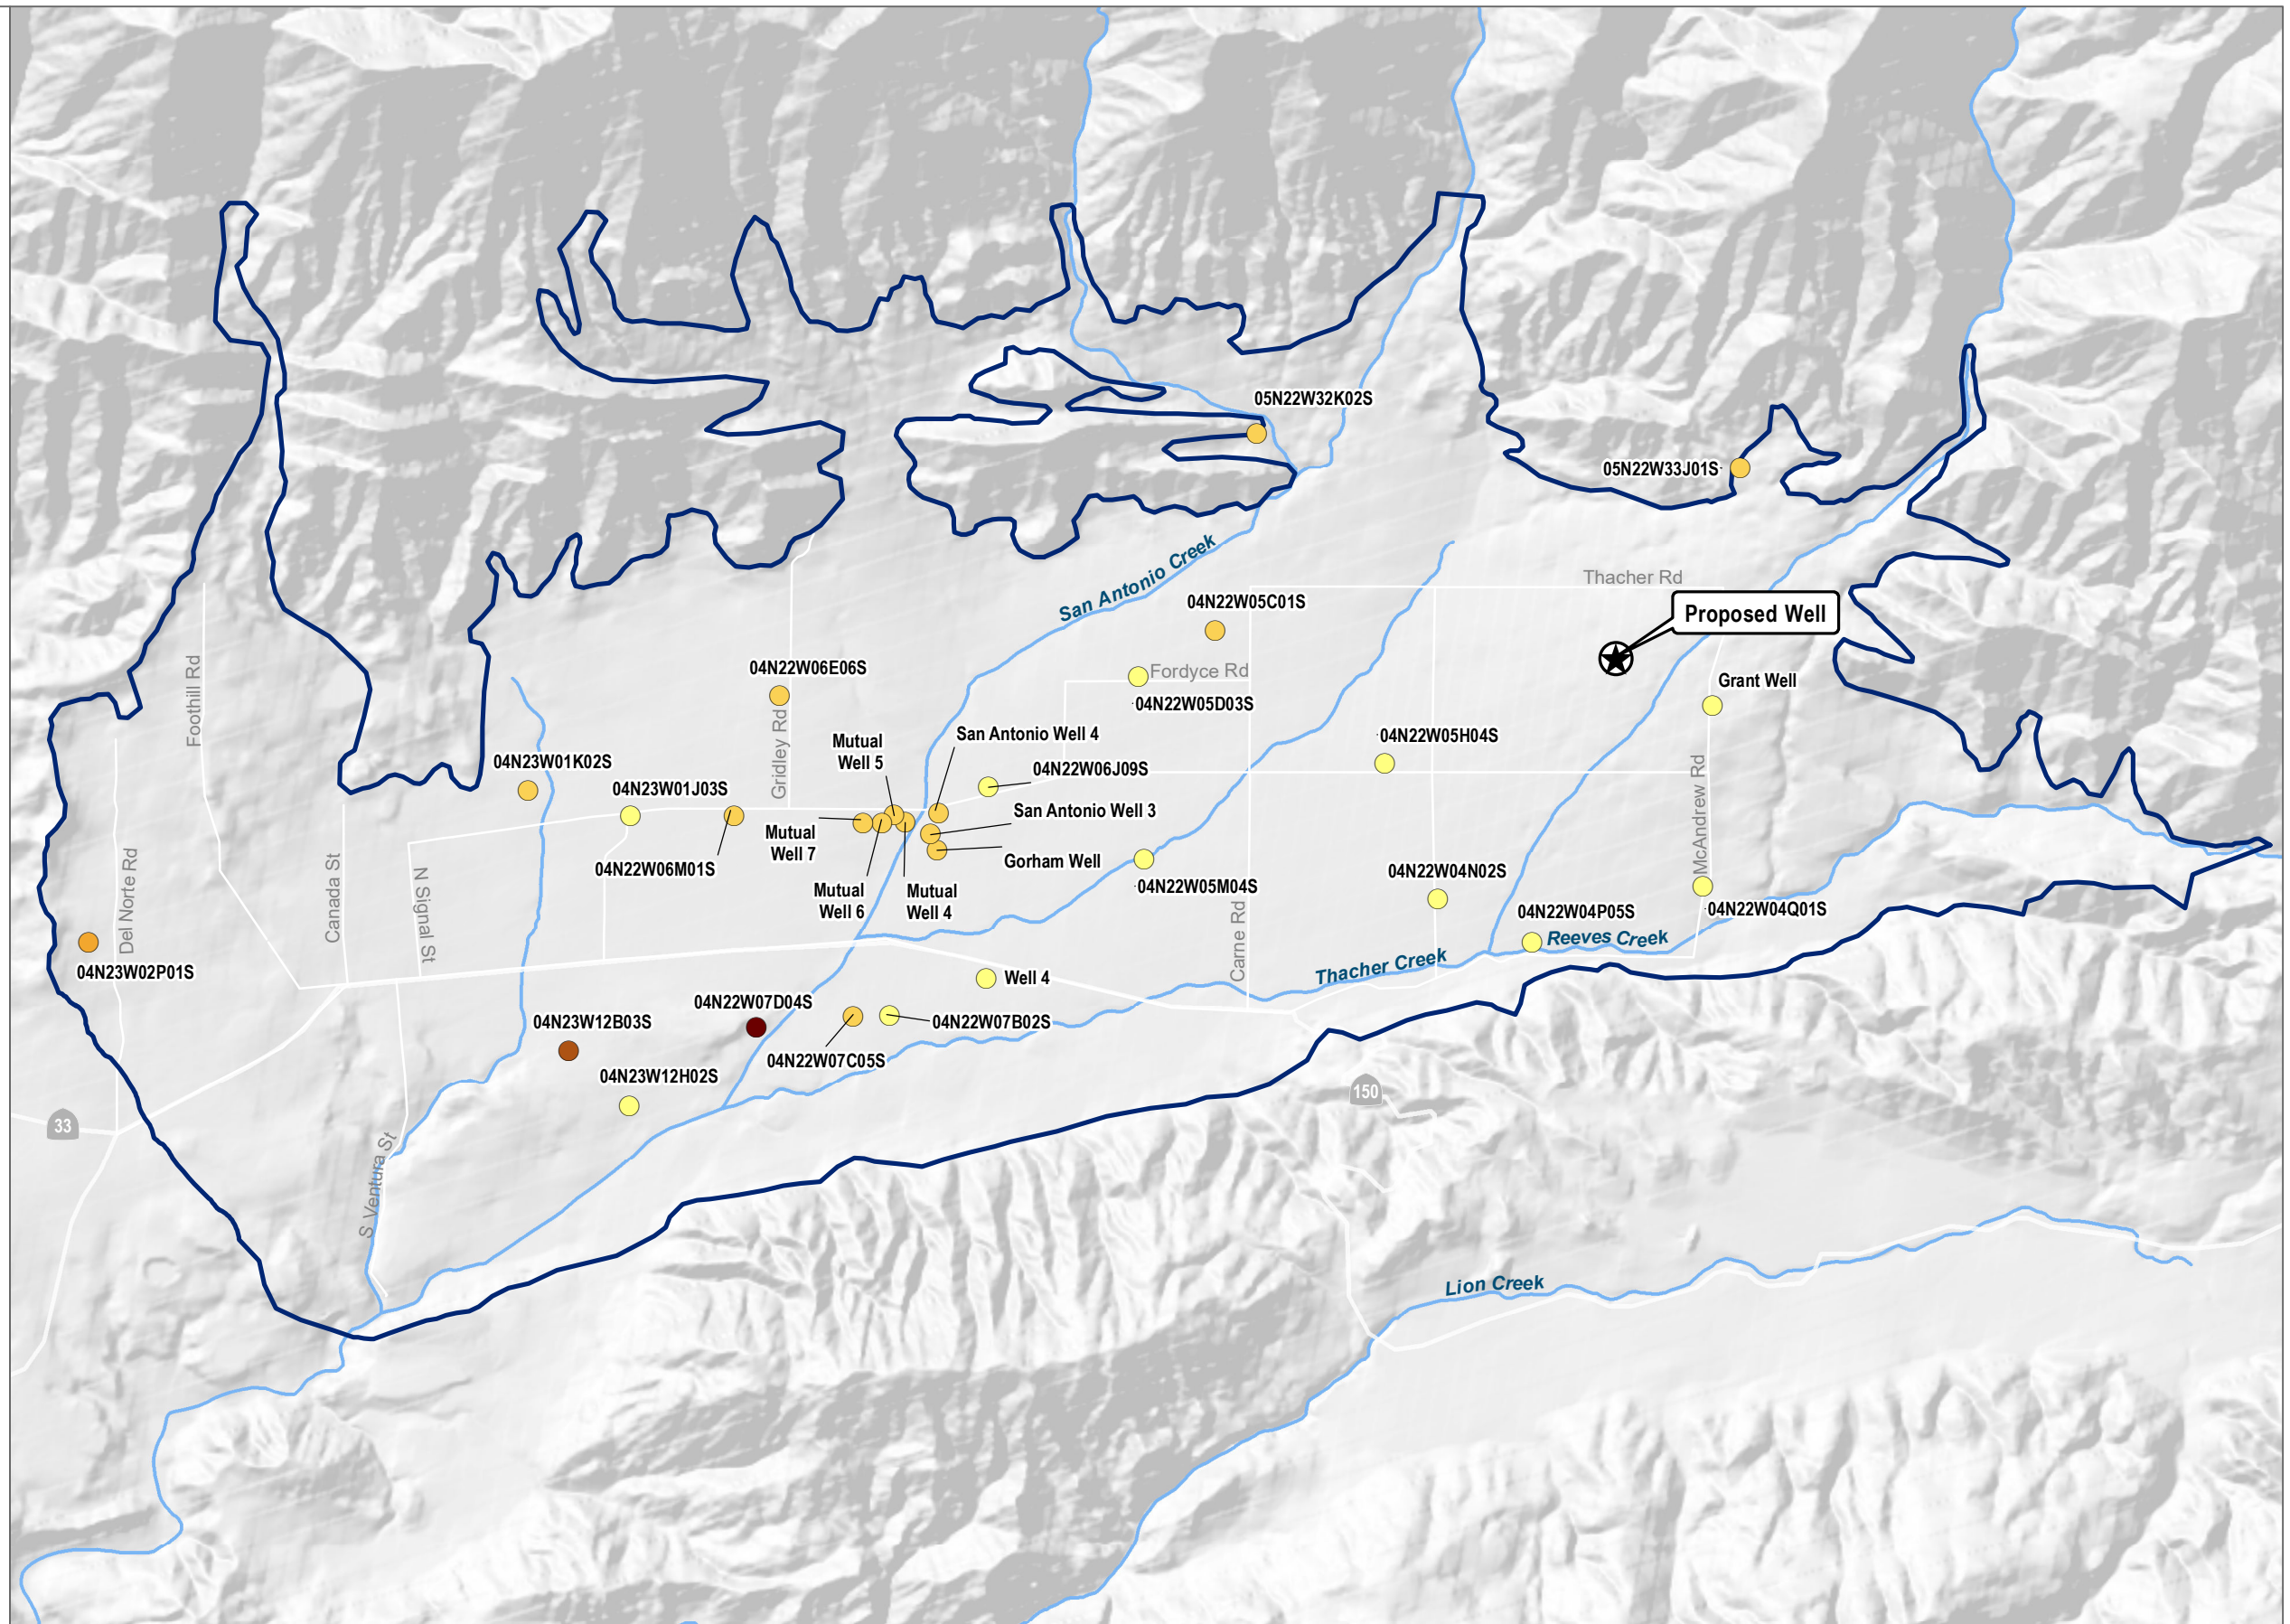 05N22W32K02S
05N22W33J01S
San Antonio Creek
Thacher Rd
04N22W05C01S
Proposed Well
Foothill Rd
04N22W06E06S
Fordyce Rd
Grant Well
04N22W05D03S
Gridley Rd
San Antonio Well 4
04N22W05H04S
Mutual
Well 5
04N23W01K02S
04N22W06J09S
04N23W01J03S
San Antonio Well 3
McAndrew Rd
Mutual
Well 7
04N22W06M01S
Gorham Well
Del Norte Rd
Canada St
N Signal St
04N22W04N02S
04N22W05M04S
Mutual
Well 6
Mutual
Well 4
04N22W04P05S
04N22W04Q01S
Carne Rd
Reeves Creek
04N23W02P01S
Thacher Creek
Well 4
04N22W07D04S
04N23W12B03S
04N22W07B02S
04N22W07C05S
04N23W12H02S
150
33
S Ventura St
Lion Creek